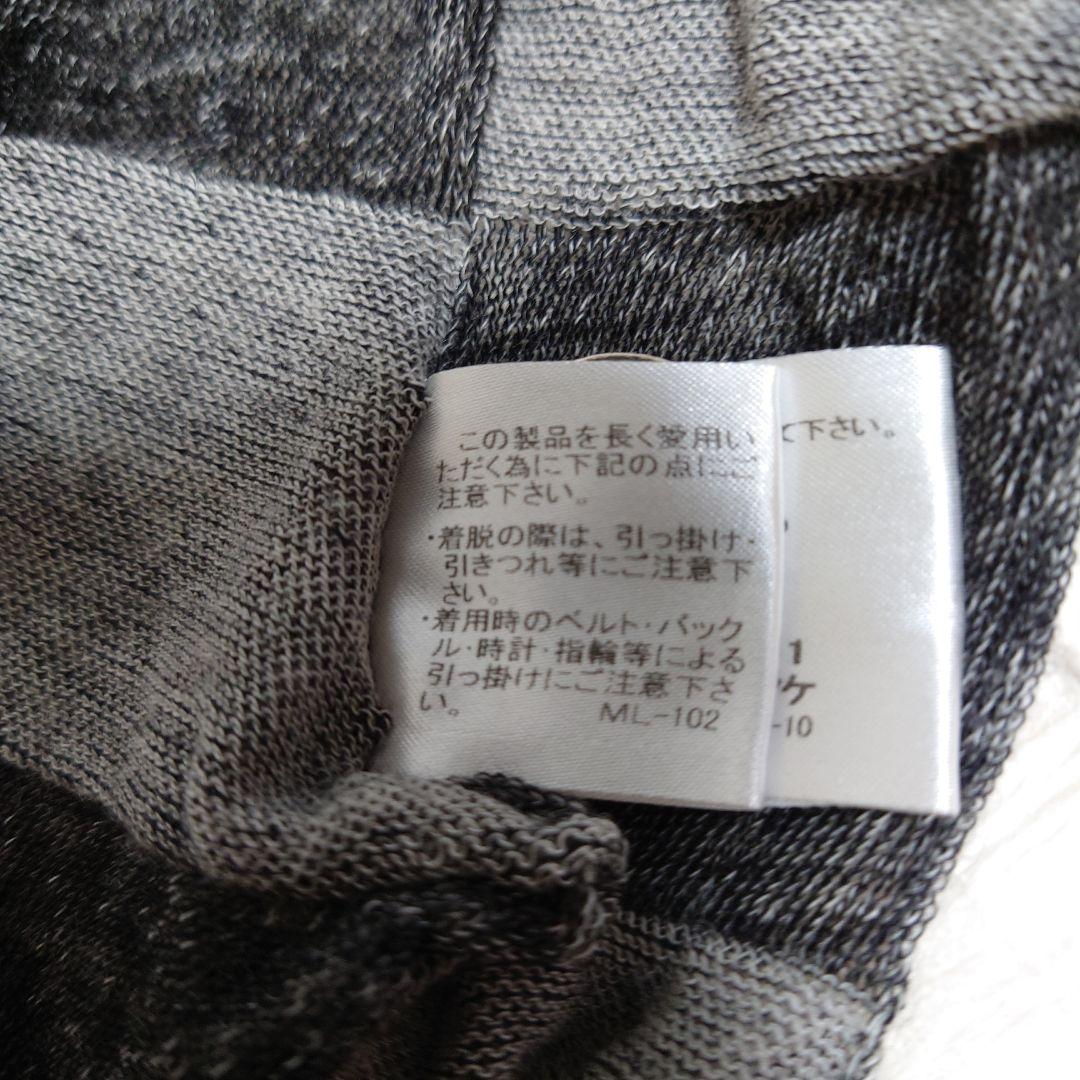 この製品を長く愛用い
ただく為に下記の点にご
注意下さい。
・着脱の際は、引っ掛け・
引きつれ等にご注意下
さい。
・着用時のベルト・バック
ル・時計・指輪等による
引っ掛けにご注意下さ
い。
ML-102
て下さい。
1
ケ
-10